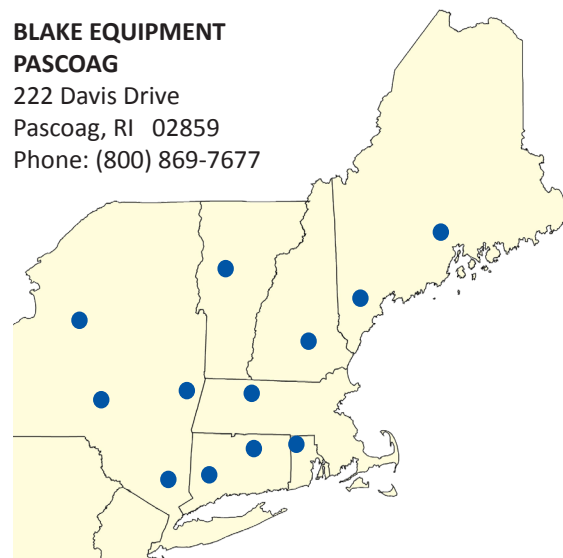 BLAKE EQUIPMENT
PASCOAG
222 Davis Drive
Pascoag, RI 02859
Phone: (800) 869-7677